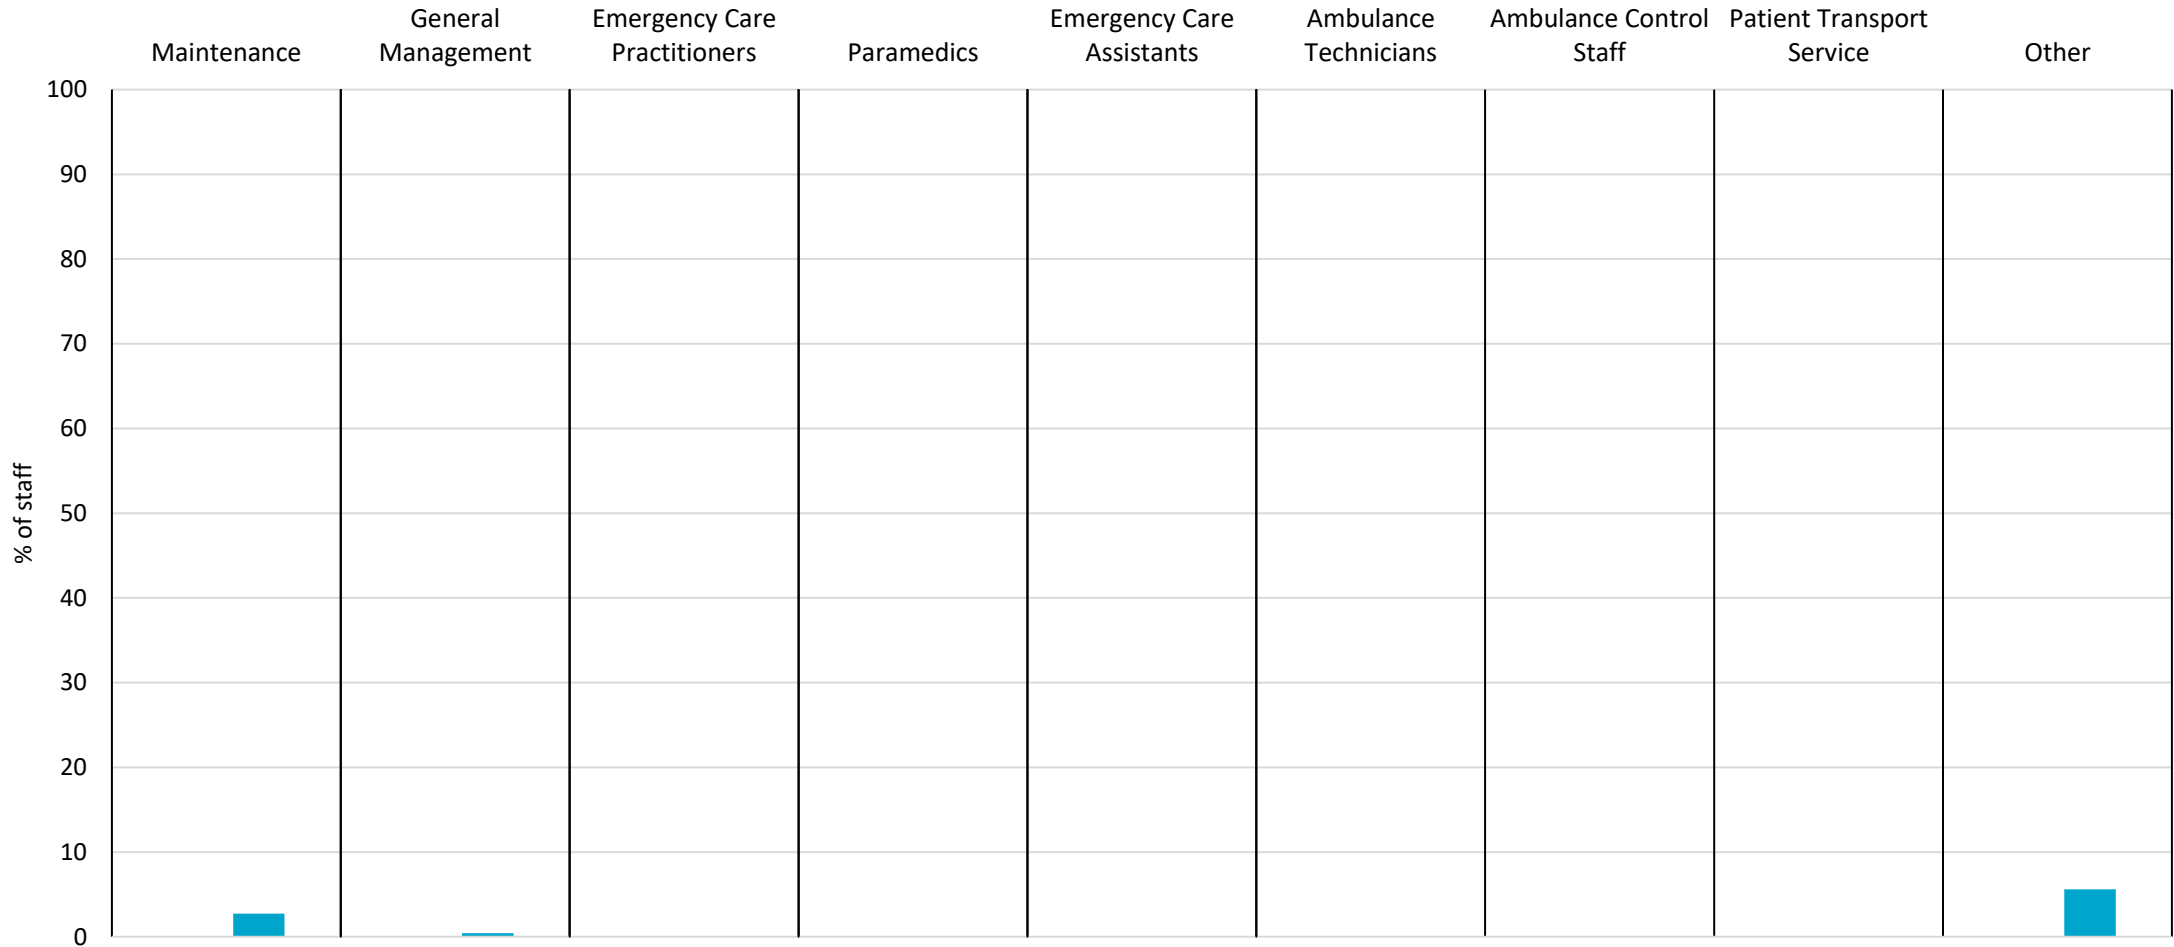 Maintenance
General
Management
Emergency Care
Practitioners
Paramedics
Emergency Care
Assistants
Ambulance
Technicians
Ambulance Control
Staff
Patient Transport
Service
Other
% of staff
100
90
80
70
60
50
40
30
20
10
0